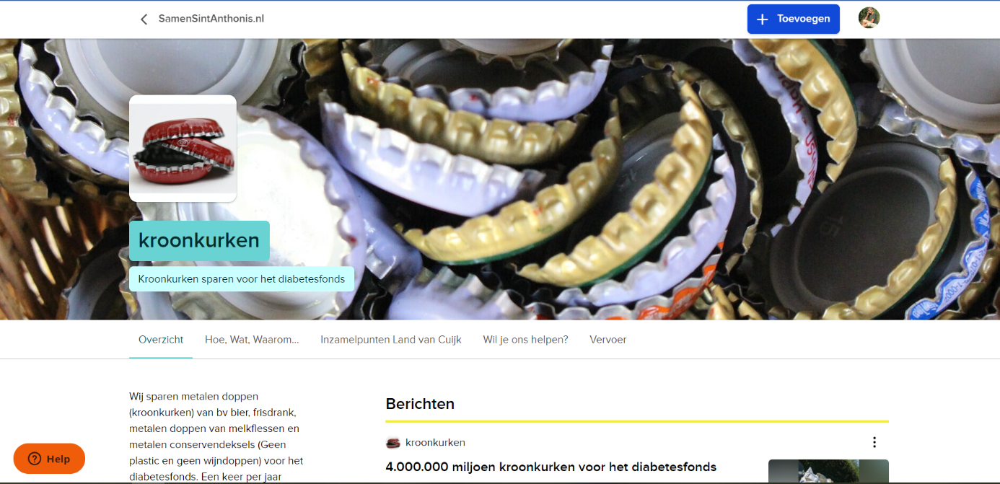 SamenSintAnthonis.nl
Toevoegen
kroonkurken
Kroonkurken sparen voor het diabetesfonds
Overzicht
Hoe, Wat, Waarom...
Inzamelpunten Land van Cuijk
Wil je ons helpen?
Vervoer
Wij sparen metalen doppen
(kroonkurken) van bv bier, frisdrank,
metalen doppen van melkflessen en
metalen conservendeksels (Geen
plastic en geen wijndoppen) voor het
diabetesfonds. Een keer per jaar
Berichten
kroonkurken
4.000.000 miljoen kroonkurken voor het diabetesfonds
Help